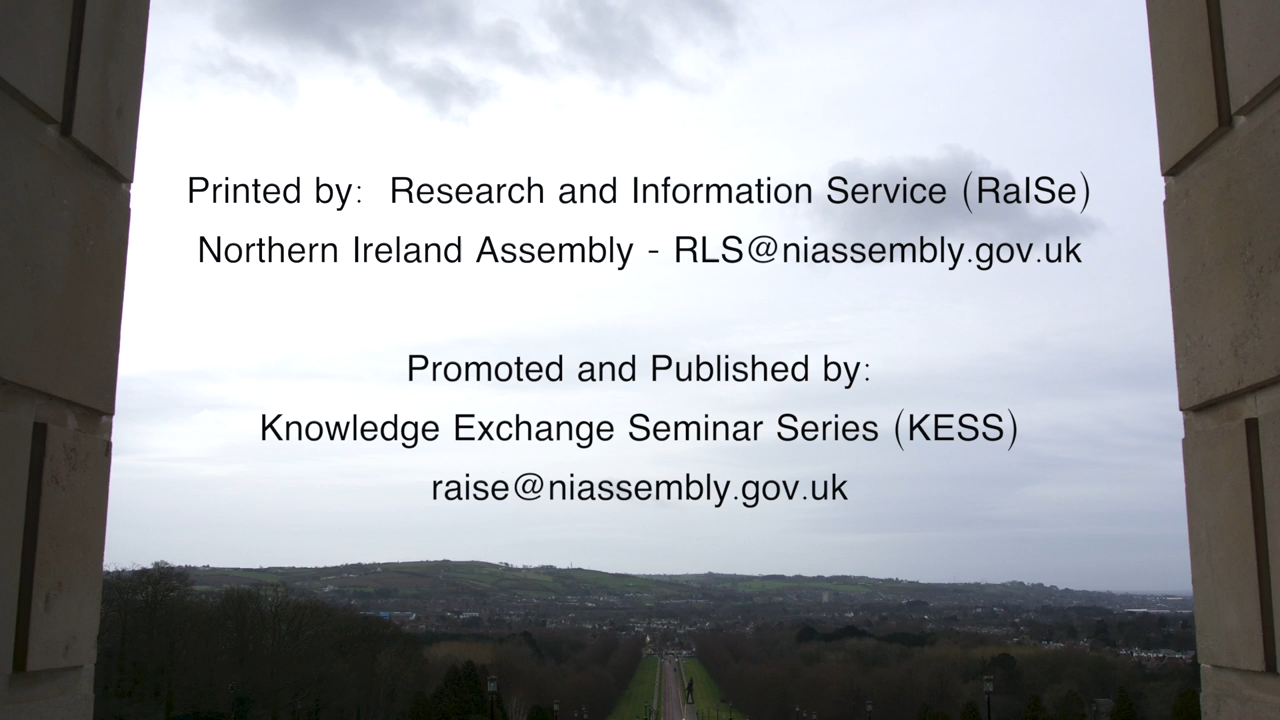 Printed by:  Research and Information Service (RaISe)
Northern Ireland Assembly - RLS@niassembly.gov.uk
Promoted and Published by:
Knowledge Exchange Seminar Series (KESS)
raise@niassembly.gov.uk